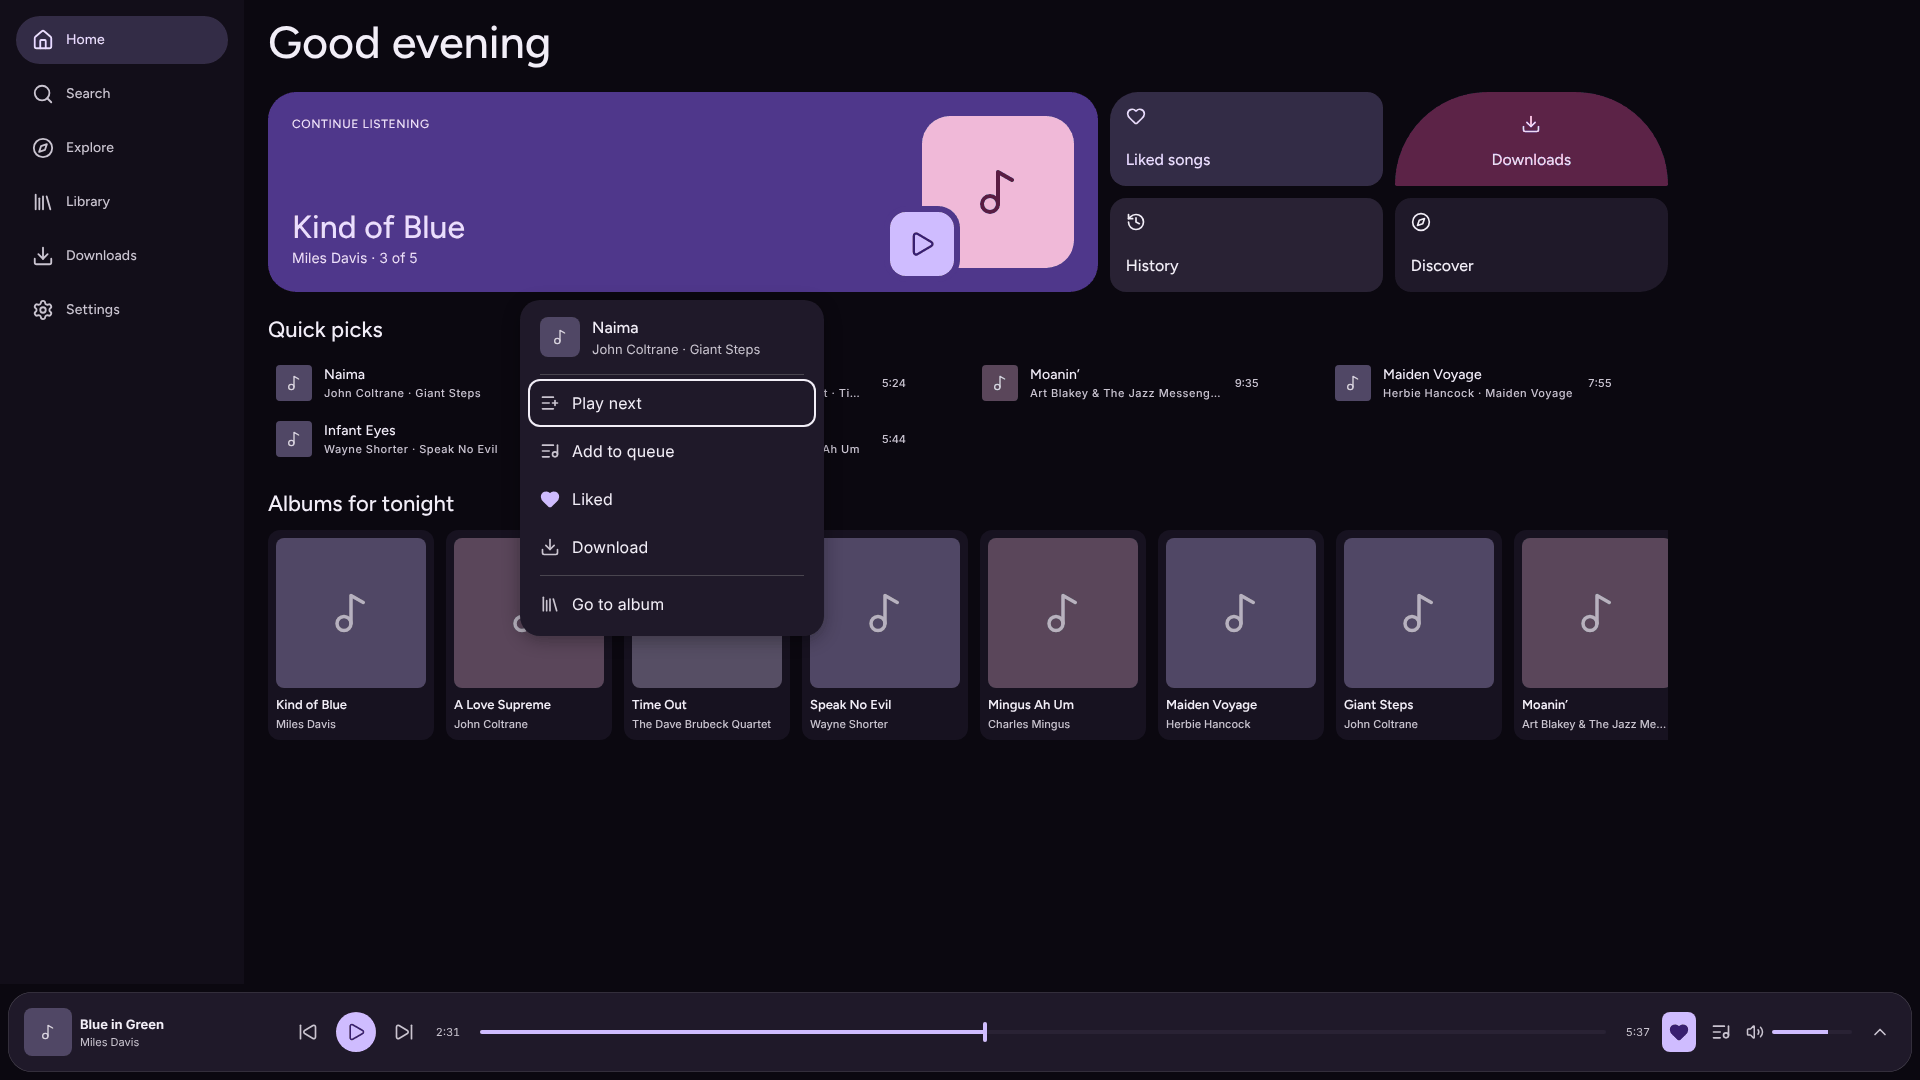 Home
Search
Explore
Library
Downloads
Settings
Good evening
CONTINUE LISTENING
Kind of Blue
Miles Davis · 3 of 5
Liked songs
Downloads
History
Discover
Quick picks
Naima
John Coltrane · Giant Steps
t · Ti...
5:24
Moanin’
Art Blakey & The Jazz Messeng...
9:35
Maiden Voyage
Herbie Hancock · Maiden Voyage
7:55
Infant Eyes
Wayne Shorter · Speak No Evil
Ah Um
5:44
Naima
John Coltrane · Giant Steps
Play next
Add to queue
Liked
Download
Go to album
Albums for tonight
Kind of Blue
Miles Davis
A Love Supreme
John Coltrane
Time Out
The Dave Brubeck Quartet
Speak No Evil
Wayne Shorter
Mingus Ah Um
Charles Mingus
Maiden Voyage
Herbie Hancock
Giant Steps
John Coltrane
Moanin’
Art Blakey & The Jazz Me...
Blue in Green
Miles Davis
2:31
5:37